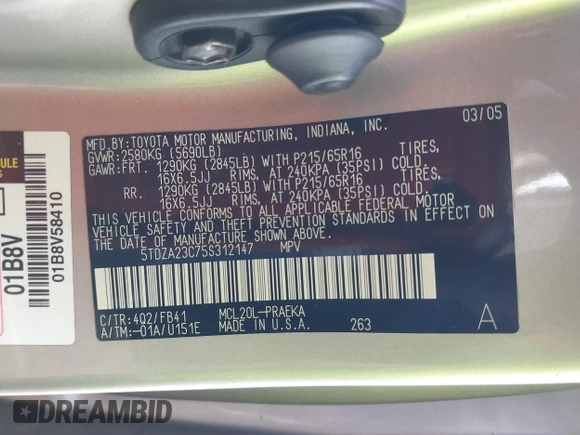 03/05
MFD. BY:TOYOTA MOTOR MANUFACTURING, INDIANA, INC.
GVWR: 2580KG (5690LB)
GAWR:FRT. 1290KG (2845LB) WITH P215/65R16 TIRES,
16X6.5JJ RIMS, AT 240KPA (35PSI) COLD.
RR. 1290KG (2845LB) WITH P215/65R16 TIRES,
16X6.5JJ RIMS, AT 240KPA (35PSI) COLD.
THIS VEHICLE CONFORMS TO ALL APPLICABLE FEDERAL MOTOR
VEHICLE SAFETY STANDARDS IN EFFECT ON
THE DATE OF MANUFACTURE SHOWN ABOVE.
5TDZA23C75S312147 MPV
C/TR:4Q2/FB41 MCL20L-PRAEKA
A/TM:-01A/U151E MADE IN U.S.A. 263 A
ULE
01B8V
01B8V58410
DREAMBID